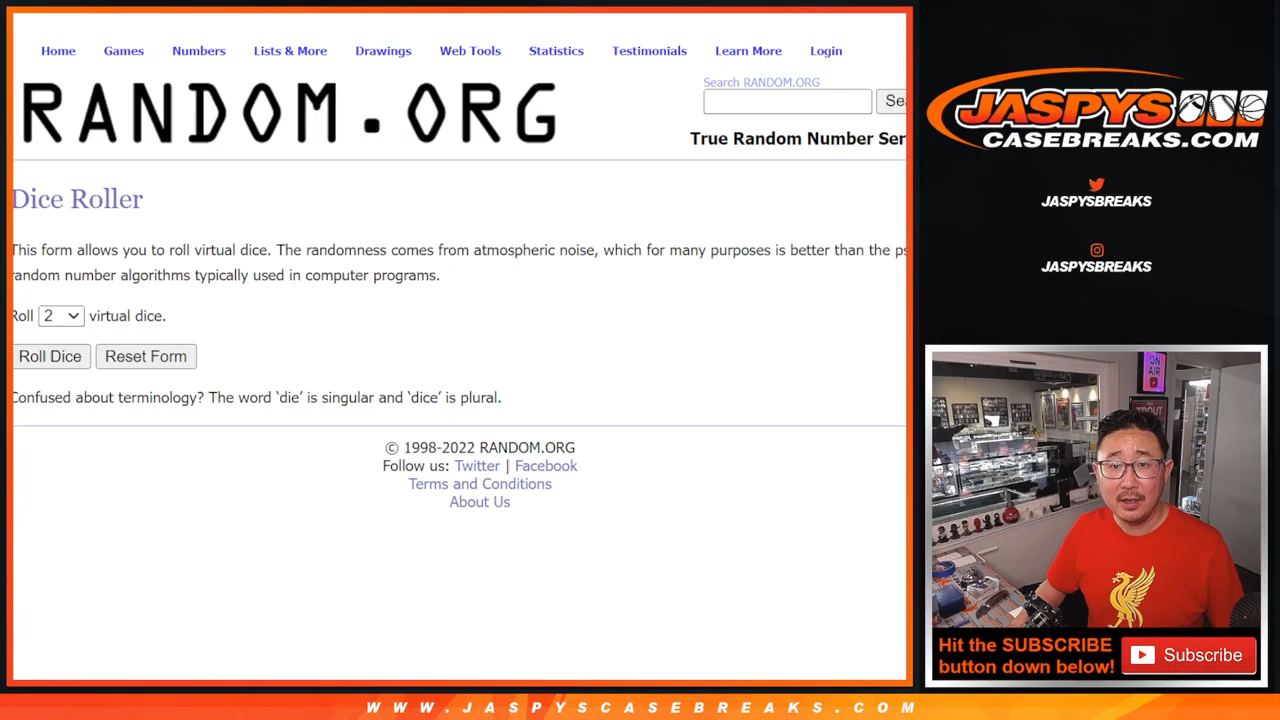 Home Games Numbers Lists & More Drawings Web Tools Statistics Testimonials Learn More Login
RANDOM.ORG
Search RANDOM.ORG
Sea
True Random Number Ser
Dice Roller
This form allows you to roll virtual dice. The randomness comes from atmospheric noise, which for many purposes is better than the ps
random number algorithms typically used in computer programs.
Roll 2 virtual dice.
Roll Dice Reset Form
Confused about terminology? The word ‘die’ is singular and ‘dice’ is plural.
© 1998-2022 RANDOM.ORG
Follow us: Twitter | Facebook
Terms and Conditions
About Us
JASPYS
CASEBREAKS.COM
JASPYSBREAKS
JASPYSBREAKS
ON
AIR
TROUT
Hit the SUBSCRIBE
button down below!
Subscribe
WWW.JASPYSCASEBREAKS.COM